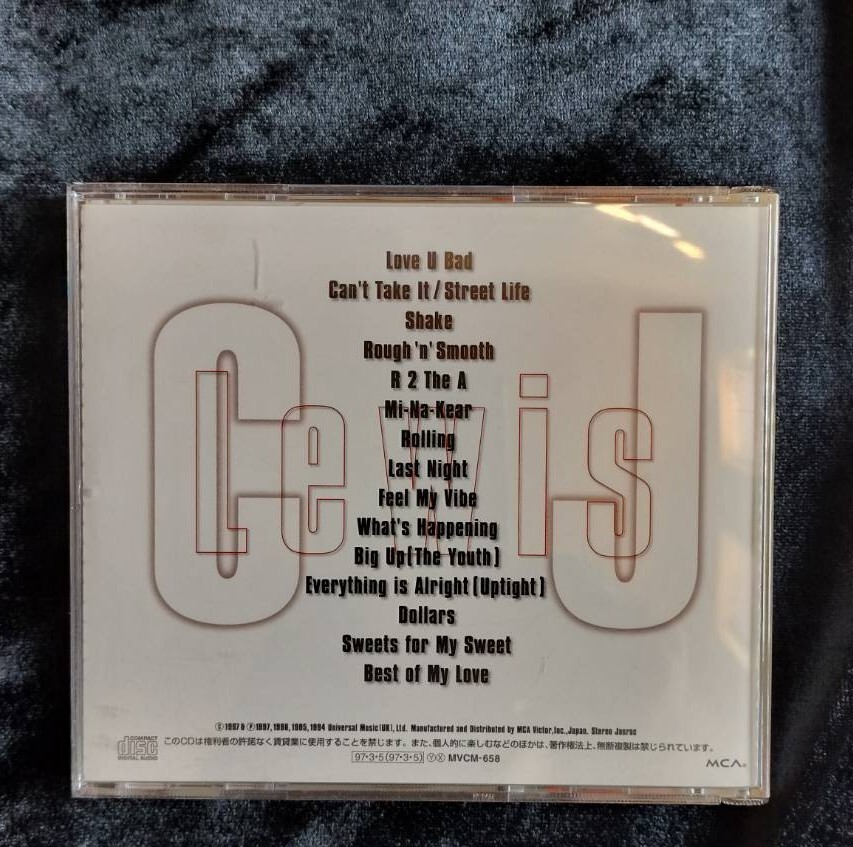 Love U Bad
Can't Take It / Street Life
Shake
Rough 'n' Smooth
R 2 The A
Mi-Na-Kear
Rolling
Last Night
Feel My Vibe
What's Happening
Big Up (The Youth)
Everything is Alright (Uptight)
Dollars
Sweets for My Sweet
Best of My Love
CJ
Lewis
Ⓒ1997 & Ⓟ1997, 1996, 1995, 1994 Universal Music (UK), Ltd. Manufactured and Distributed by MCA Victor, Inc., Japan. Stereo
COMPACT
disc
DIGITAL AUDIO
このCDは権利者の許諾なく賃貸業に使用することを禁じます。また、個人的に楽しむなどのほかは、著作権法上、無断複製は禁じられています。
97・3・5 (97・3・5) ⓎⓍ MVCM-658
MCA®